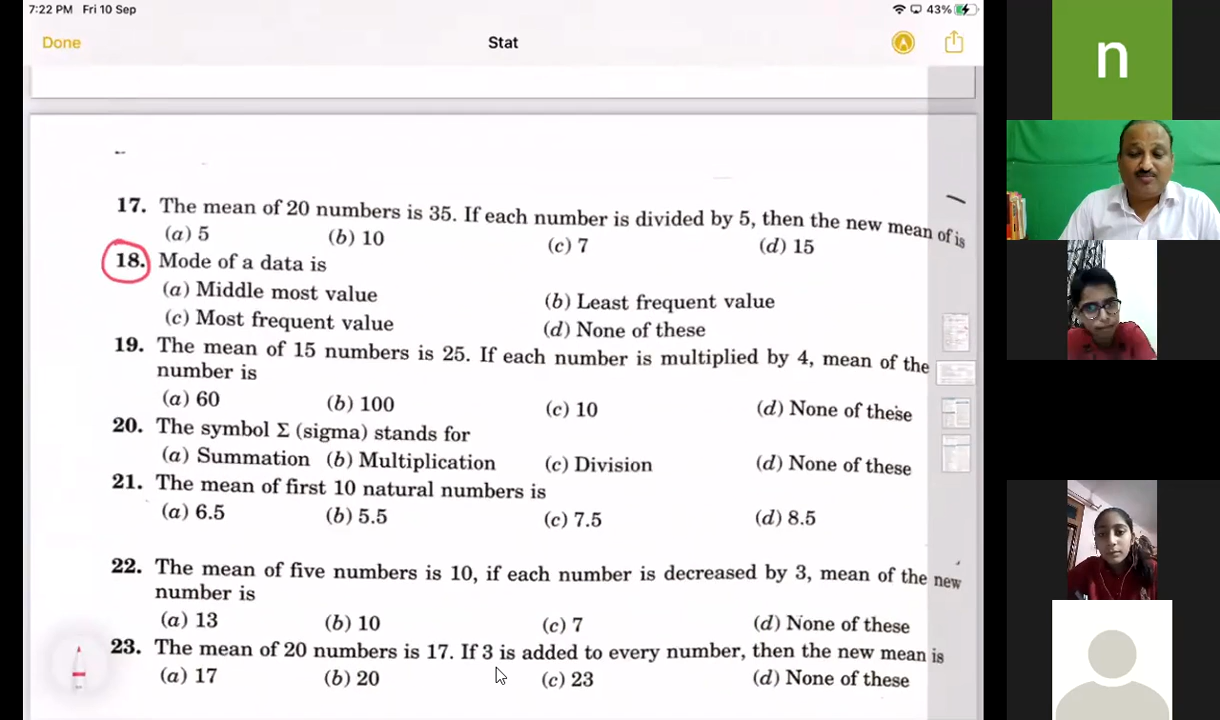 7:22 PM Fri 10 Sep
43%
Done
Stat
n
17. The mean of 20 numbers is 35. If each number is divided by 5, then the new mean of is
(a) 5 (b) 10 (c) 7 (d) 15
18. Mode of a data is
(a) Middle most value (b) Least frequent value
(c) Most frequent value (d) None of these
19. The mean of 15 numbers is 25. If each number is multiplied by 4, mean of the
number is
(a) 60 (b) 100 (c) 10 (d) None of these
20. The symbol Σ (sigma) stands for
(a) Summation (b) Multiplication (c) Division (d) None of these
21. The mean of first 10 natural numbers is
(a) 6.5 (b) 5.5 (c) 7.5 (d) 8.5
22. The mean of five numbers is 10, if each number is decreased by 3, mean of the new
number is
(a) 13 (b) 10 (c) 7 (d) None of these
23. The mean of 20 numbers is 17. If 3 is added to every number, then the new mean is
(a) 17 (b) 20 (c) 23 (d) None of these